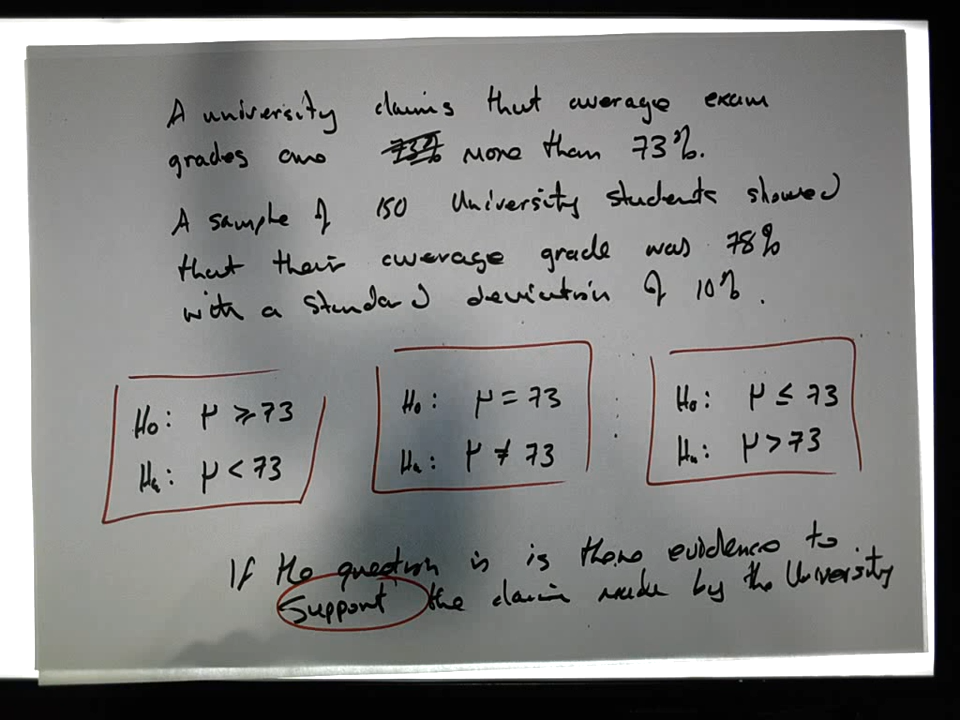 A university claims that average exam
grades are 73% more than 73%.
A sample of 150 University students showed
that their average grade was 78%
with a standard deviation of 10%.
H₀: μ ≥ 73
Hₐ: μ < 73
H₀: μ = 73
Hₐ: μ ≠ 73
H₀: μ ≤ 73
Hₐ: μ > 73
If the question is is there evidence to
support the claim made by the University